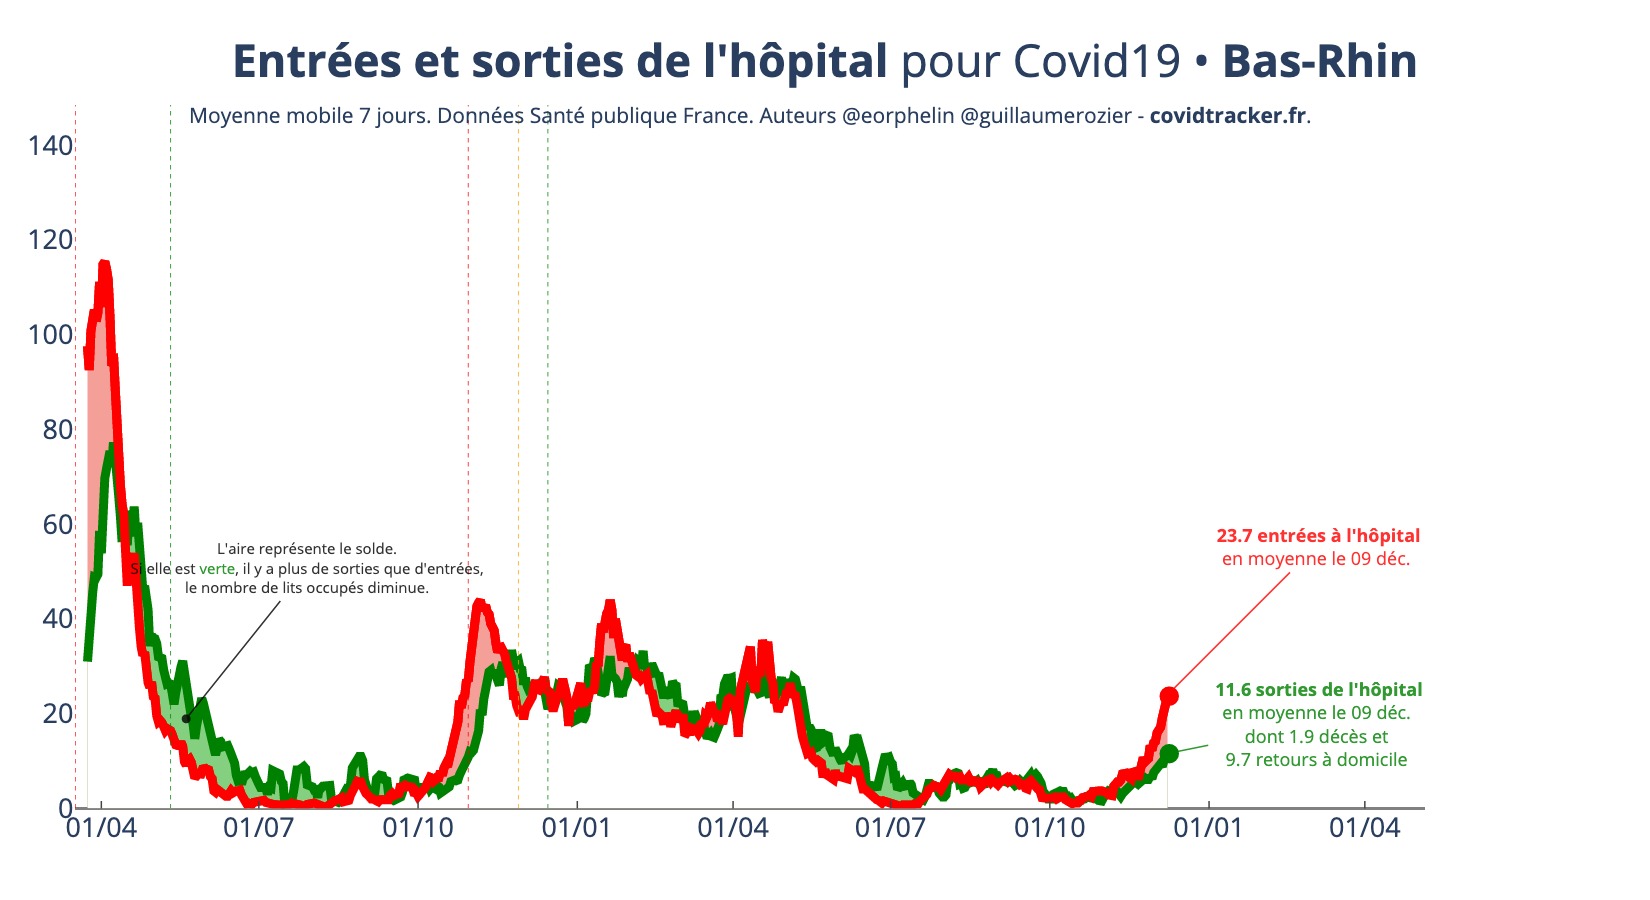 Entrées et sorties de l'hôpital pour Covid19 • Bas-Rhin
Moyenne mobile 7 jours. Données Santé publique France. Auteurs @eorphelin @guillaumerozier - covidtracker.fr.
140
120
100
80
60
40
20
0
L'aire représente le solde.
Si elle est verte, il y a plus de sorties que d'entrées,
le nombre de lits occupés diminue.
23.7 entrées à l'hôpital
en moyenne le 09 déc.
11.6 sorties de l'hôpital
en moyenne le 09 déc.
dont 1.9 décès et
9.7 retours à domicile
01/04 01/07 01/10 01/01 01/04 01/07 01/10 01/01 01/04